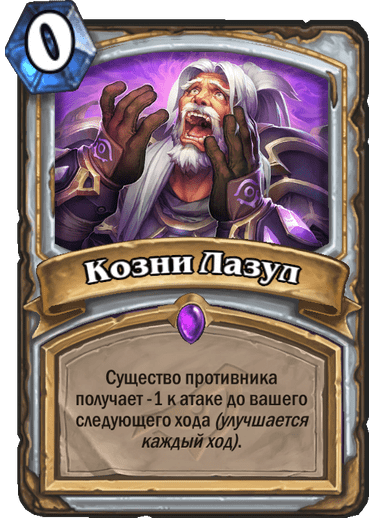 0
Козни Лазул
Существо противника
получает -1 к атаке до вашего
следующего хода (улучшается
каждый ход).